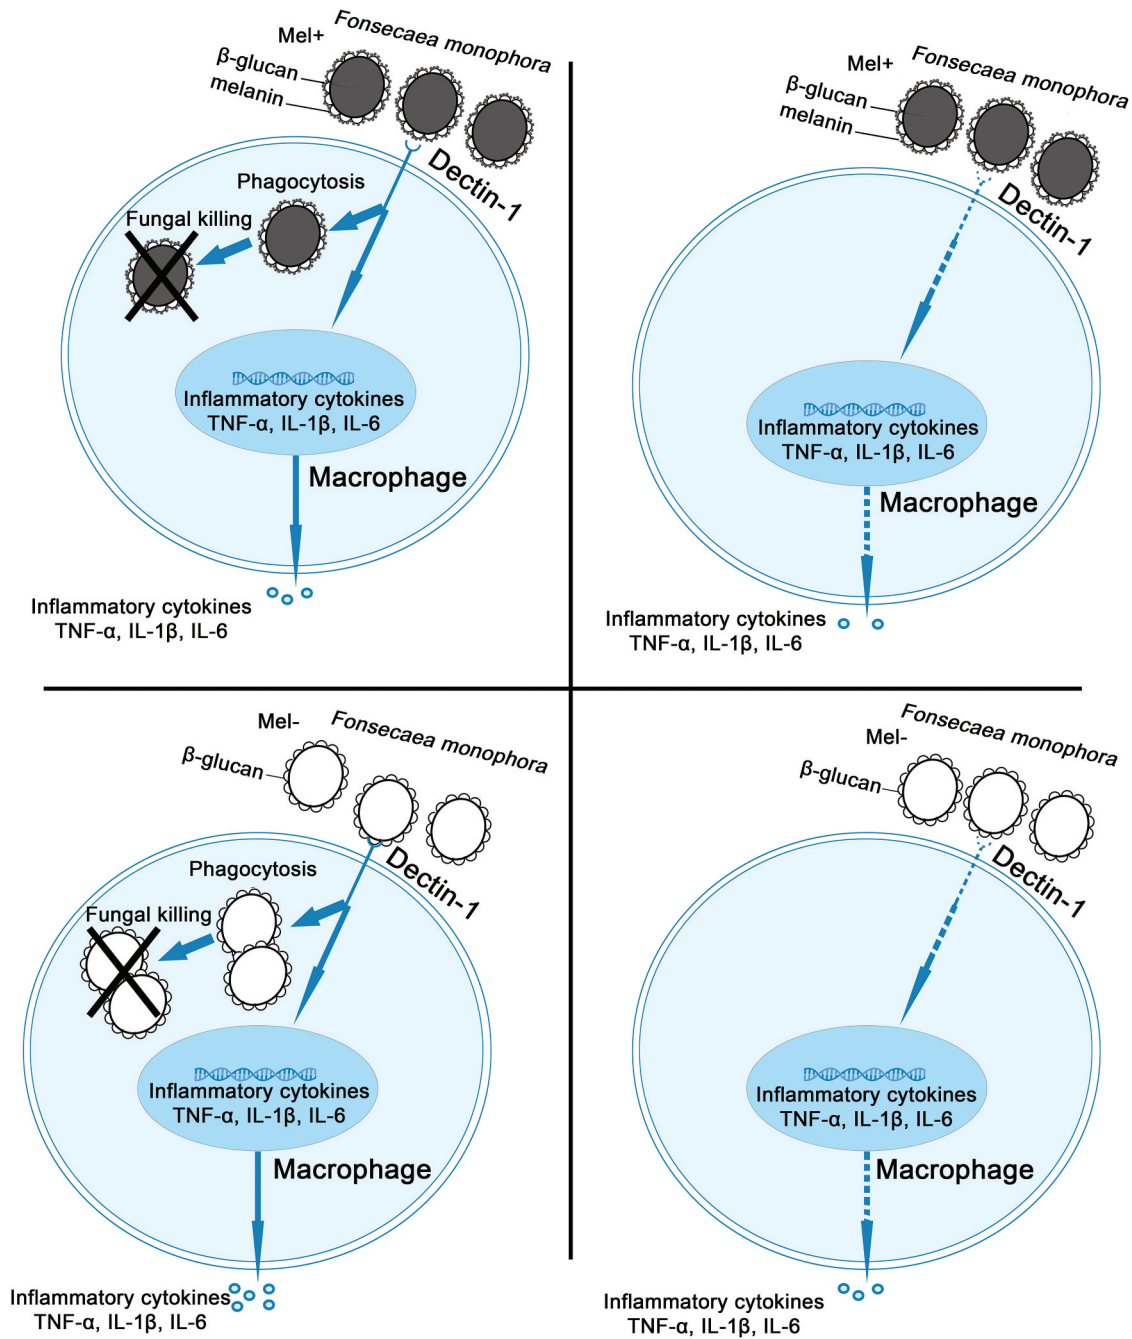 Mel+
Fonsecaea monophora
β-glucan
melanin
Dectin-1
Phagocytosis
Fungal killing
Inflammatory cytokines
TNF-α, IL-1β, IL-6
Macrophage
Inflammatory cytokines
TNF-α, IL-1β, IL-6
Mel+
Fonsecaea monophora
β-glucan
melanin
Dectin-1
Inflammatory cytokines
TNF-α, IL-1β, IL-6
Macrophage
Inflammatory cytokines
TNF-α, IL-1β, IL-6
Mel-
Fonsecaea monophora
β-glucan
Dectin-1
Phagocytosis
Fungal killing
Inflammatory cytokines
TNF-α, IL-1β, IL-6
Macrophage
Inflammatory cytokines
TNF-α, IL-1β, IL-6
Mel-
Fonsecaea monophora
β-glucan
Dectin-1
Inflammatory cytokines
TNF-α, IL-1β, IL-6
Macrophage
Inflammatory cytokines
TNF-α, IL-1β, IL-6